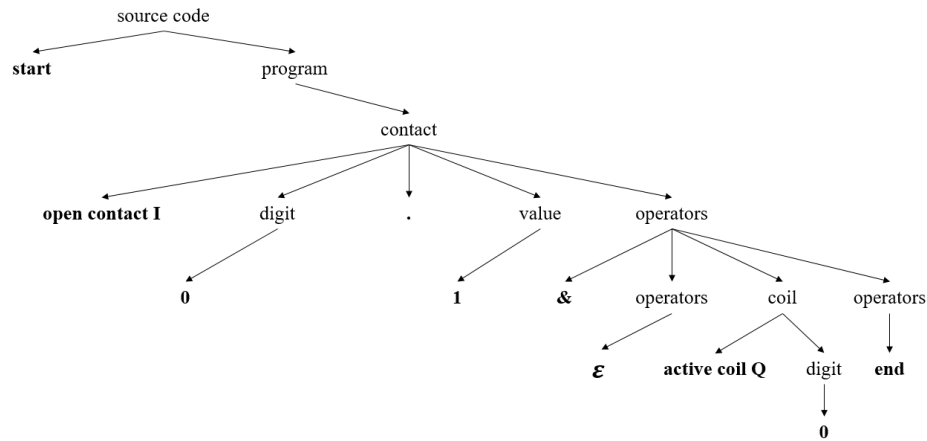 source code
start program
contact
open contact I digit . value operators
0 1 & operators coil operators
ε active coil Q digit end
0